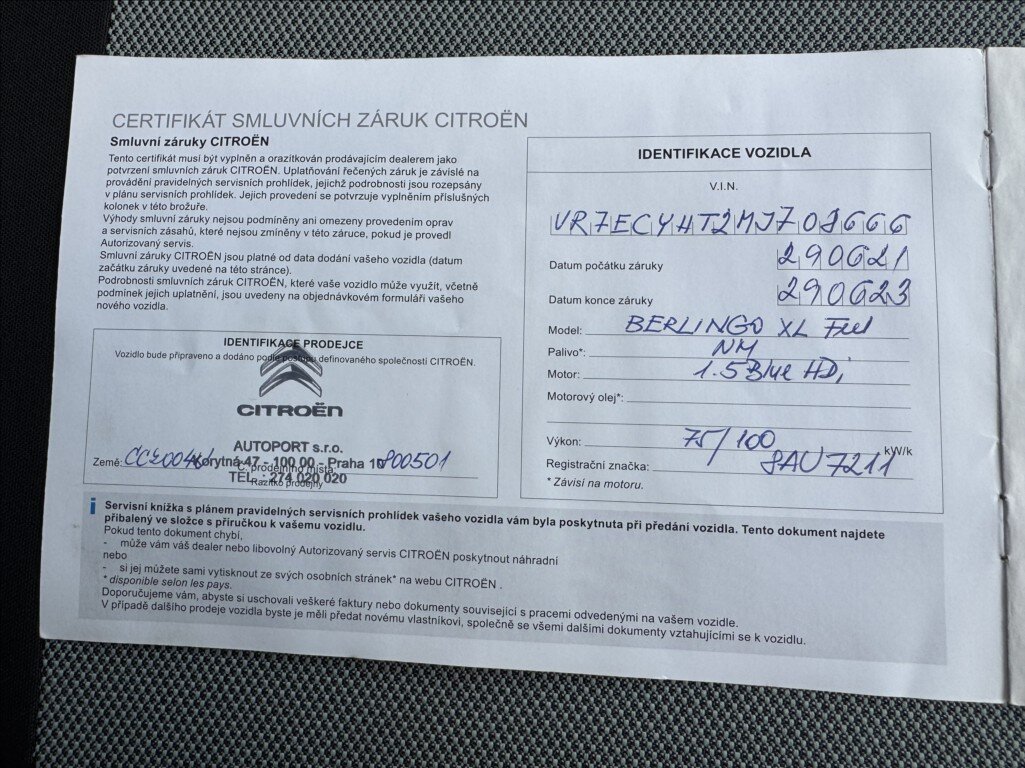 CERTIFIKÁT SMLUVNÍCH ZÁRUK CITROËN
Smluvní záruky CITROËN
Tento certifikát musí být vyplněn a orazítkován prodávajícím dealerem jako
potvrzení smluvních záruk CITROËN. Uplatňování řečených záruk je závislé na
provádění pravidelných servisních prohlídek, jejichž podrobnosti jsou rozepsány
v plánu servisních prohlídek. Jejich provedení se potvrzuje vyplněním příslušných
kolonek v této brožuře.
Výhody smluvní záruky nejsou podmíněny ani omezeny provedením oprav
a servisních zásahů, které nejsou zmíněny v této záruce, pokud je provedl
Autorizovaný servis.
Smluvní záruky CITROËN jsou platné od data dodání vašeho vozidla (datum
začátku záruky uvedené na této stránce).
Podrobnosti smluvních záruk CITROËN, které vaše vozidlo může využít, včetně
podmínek jejich uplatnění, jsou uvedeny na objednávkovém formuláři vašeho
nového vozidla.
IDENTIFIKACE PRODEJCE
Vozidlo bude připraveno a dodáno podle postupu definovaného společností CITROËN.
CITROËN
AUTOPORT s.r.o.
Korytná 47 - 100 00 - Praha 10
Země:
Č. prodejního místa
800501
TEL.: 274 020 020
Razítko prodejny
IDENTIFIKACE VOZIDLA
V.I.N.
VR7ECYHT2MJ708666
Datum počátku záruky 290621
Datum konce záruky 290623
Model: BERLINGO XL Feel
Palivo*: NM
Motor: 1.5 Blue HDi
Motorový olej*:
Výkon: 75/100 kW/k
Registrační značka: 8AU 7211
* Závisí na motoru.
i Servisní knížka s plánem pravidelných servisních prohlídek vašeho vozidla vám byla poskytnuta při předání vozidla. Tento dokument najdete
přibalený ve složce s příručkou k vašemu vozidlu.
Pokud tento dokument chybí,
- může vám váš dealer nebo libovolný Autorizovaný servis CITROËN poskytnout náhradní
nebo
- si jej můžete sami vytisknout ze svých osobních stránek* na webu CITROËN .
* disponible selon les pays.
Doporučujeme vám, abyste si uschovali veškeré faktury nebo dokumenty související s pracemi odvedenými na vašem vozidle.
V případě dalšího prodeje vozidla byste je měli předat novému vlastníkovi, společně se všemi dalšími dokumenty vztahujícími se k vozidlu.